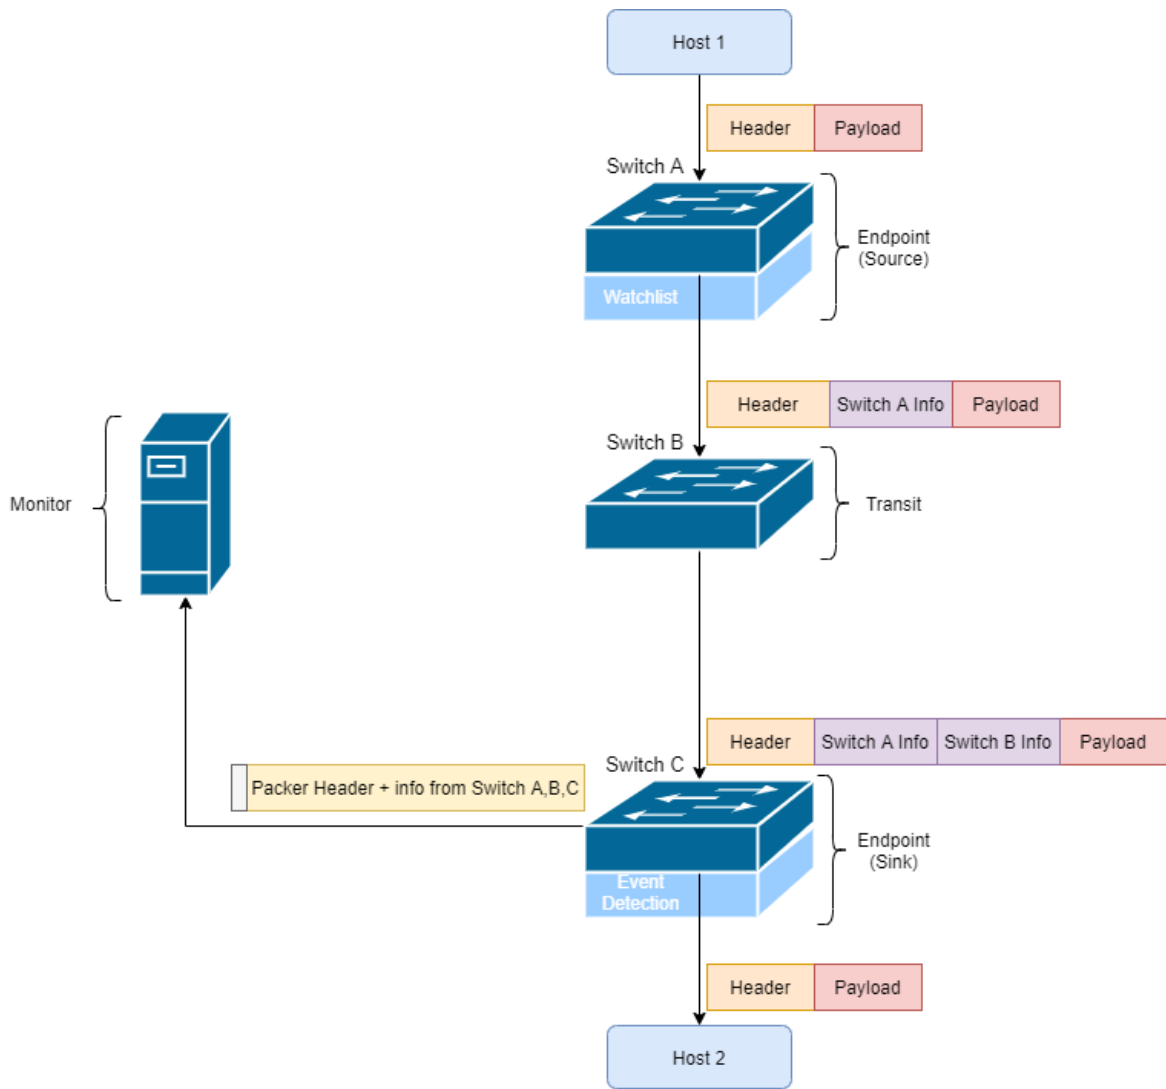 Host 1
Header
Payload
Switch A
Endpoint
(Source)
Watchlist
Header
Switch A Info
Payload
Switch B
Monitor
Transit
Header
Switch A Info
Switch B Info
Payload
Switch C
Packer Header + info from Switch A,B,C
Endpoint
(Sink)
Event
Detection
Header
Payload
Host 2